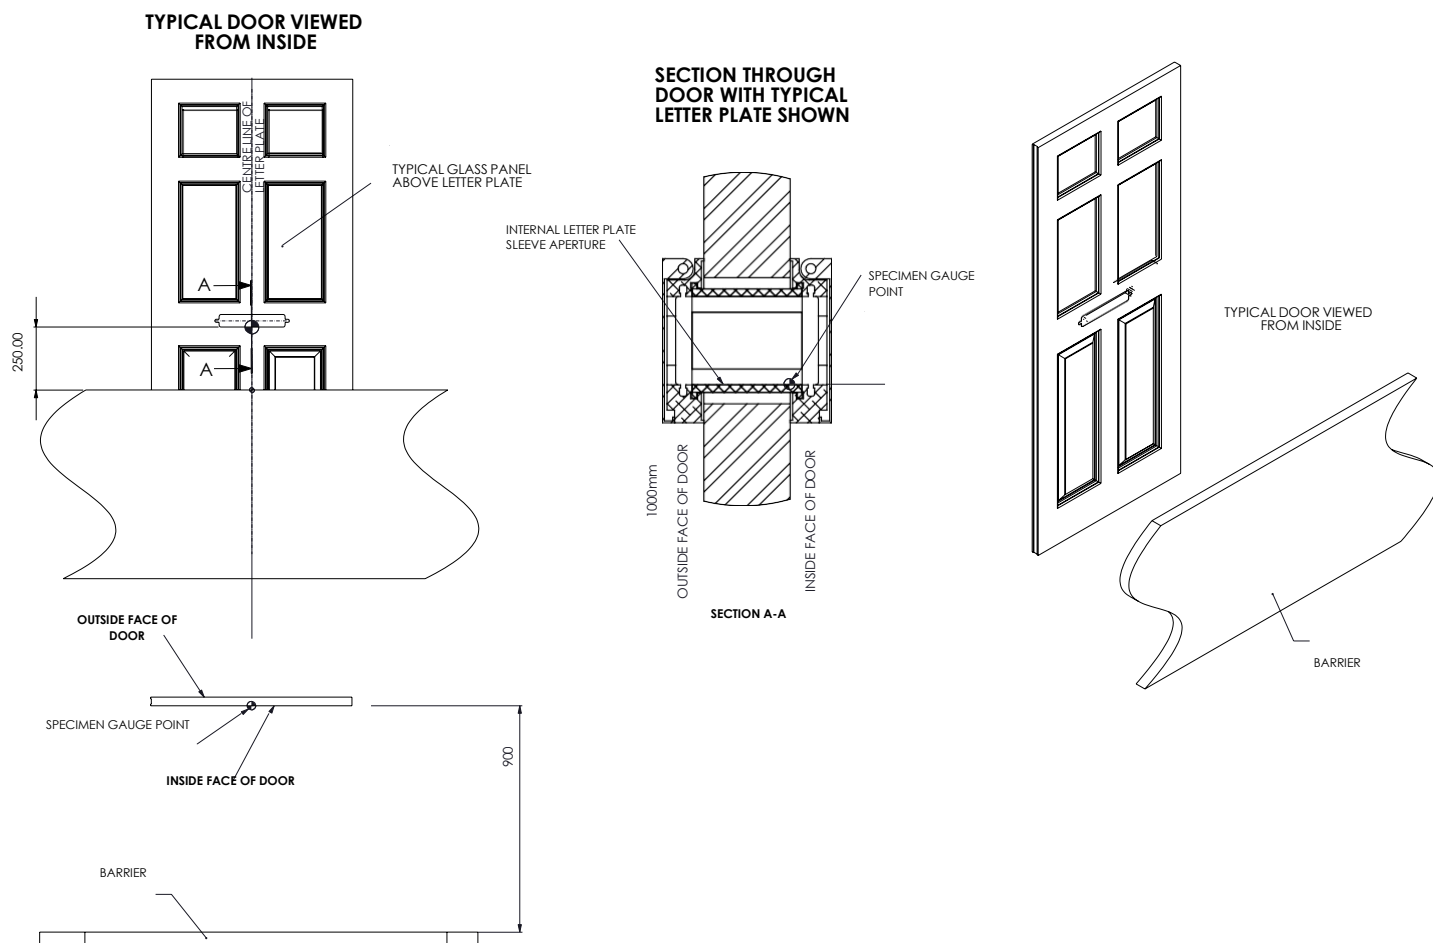 TYPICAL DOOR VIEWED
FROM INSIDE
CENTRE LINE OF
LETTER PLATE
TYPICAL GLASS PANEL
ABOVE LETTER PLATE
A
A
250.00
SECTION THROUGH
DOOR WITH TYPICAL
LETTER PLATE SHOWN
INTERNAL LETTER PLATE
SLEEVE APERTURE
SPECIMEN GAUGE
POINT
1000mm
OUTSIDE FACE OF DOOR
INSIDE FACE OF DOOR
SECTION A-A
TYPICAL DOOR VIEWED
FROM INSIDE
BARRIER
OUTSIDE FACE OF
DOOR
SPECIMEN GAUGE POINT
INSIDE FACE OF DOOR
900
BARRIER